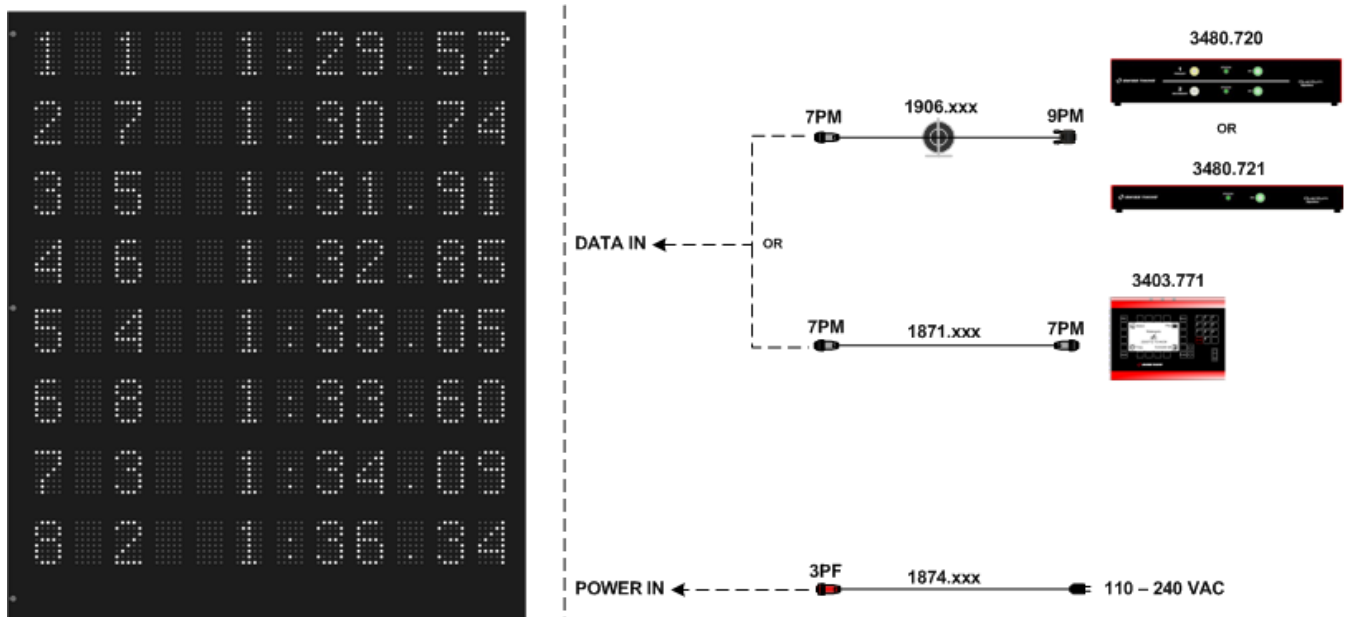 1 1 1:29.57
2 7 1:30.74
3 5 1:31.91
4 6 1:32.85
5 4 1:33.05
6 8 1:33.60
7 3 1:34.09
8 2 1:36.34
3480.720
7PM 1906.xxx 9PM
OR
3480.721
DATA IN OR
3403.771
7PM 1871.xxx 7PM
3PF
POWER IN 1874.xxx 110 – 240 VAC